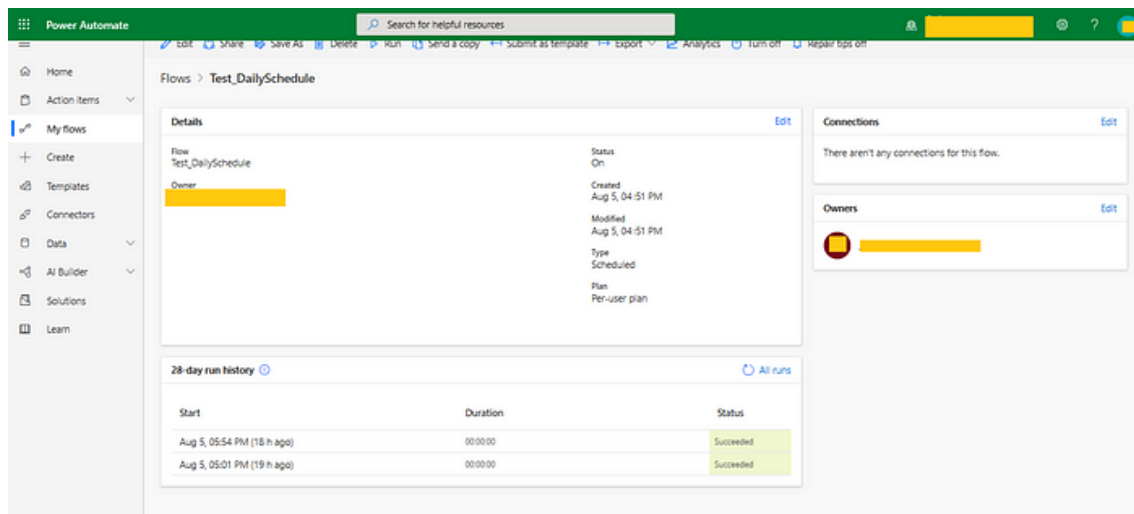 Power Automate
Search for helpful resources
?
Edit Share Save As Delete Run Send a copy Submit as template Export Analytics Turn off Repair tips off
Home
Action items
My flows
Create
Templates
Connectors
Data
AI Builder
Solutions
Learn
Flows > Test_DailySchedule
Details Edit
Flow
Test_DailySchedule
Owner
Status
On
Created
Aug 5, 04:51 PM
Modified
Aug 5, 04:51 PM
Type
Scheduled
Plan
Per-user plan
Connections Edit
There aren't any connections for this flow.
Owners Edit
28-day run history All runs
Start Duration Status
Aug 5, 05:54 PM (18 h ago) 00:00:00 Succeeded
Aug 5, 05:01 PM (19 h ago) 00:00:00 Succeeded